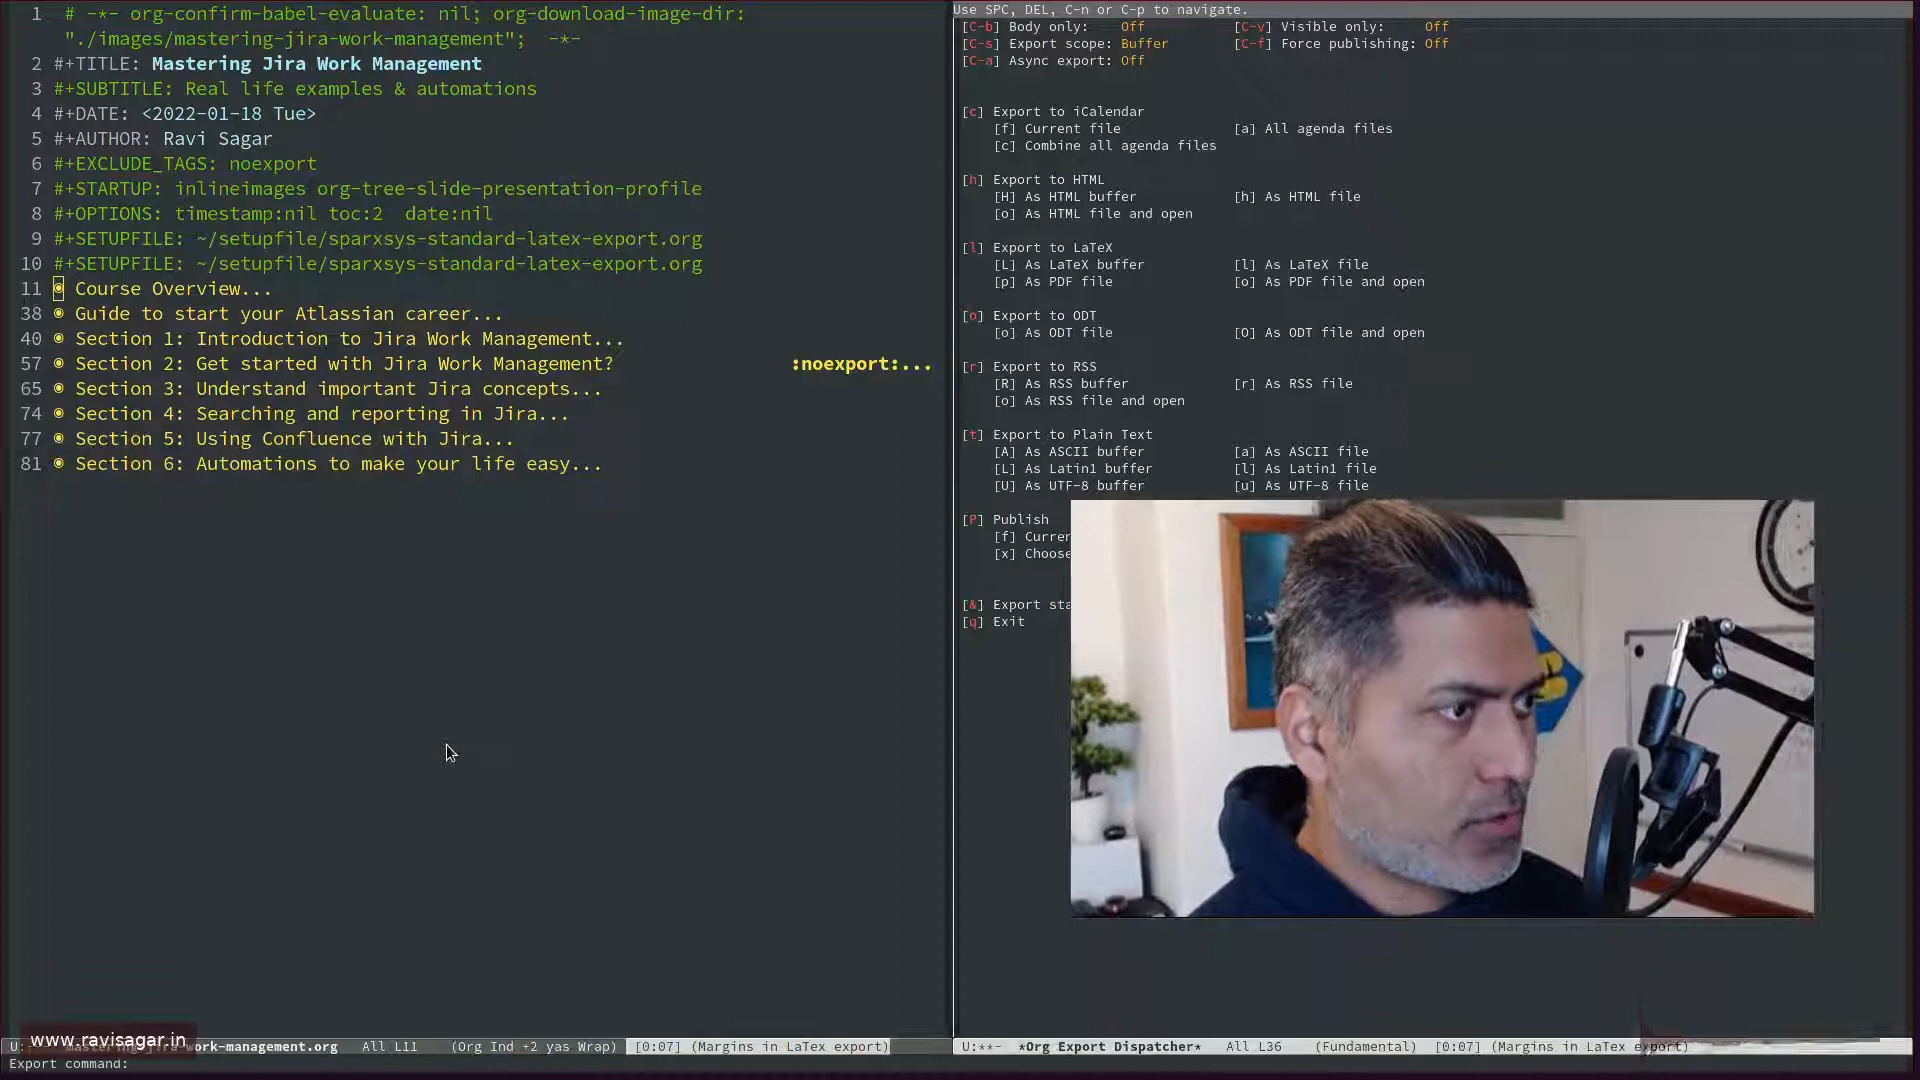 1 # -*- org-confirm-babel-evaluate: nil; org-download-image-dir:
"./images/mastering-jira-work-management";  -*-
2 #+TITLE: Mastering Jira Work Management
3 #+SUBTITLE: Real life examples & automations
4 #+DATE: <2022-01-18 Tue>
5 #+AUTHOR: Ravi Sagar
6 #+EXCLUDE_TAGS: noexport
7 #+STARTUP: inlineimages org-tree-slide-presentation-profile
8 #+OPTIONS: timestamp:nil toc:2  date:nil
9 #+SETUPFILE: ~/setupfile/sparxsys-standard-latex-export.org
10 #+SETUPFILE: ~/setupfile/sparxsys-standard-latex-export.org
11 ◉ Course Overview...
38 ◉ Guide to start your Atlassian career...
40 ◉ Section 1: Introduction to Jira Work Management...
57 ◉ Section 2: Get started with Jira Work Management? :noexport:...
65 ◉ Section 3: Understand important Jira concepts...
74 ◉ Section 4: Searching and reporting in Jira...
77 ◉ Section 5: Using Confluence with Jira...
81 ◉ Section 6: Automations to make your life easy...
Use SPC, DEL, C-n or C-p to navigate.
[C-b] Body only: Off [C-v] Visible only: Off
[C-s] Export scope: Buffer [C-f] Force publishing: Off
[C-a] Async export: Off
[c] Export to iCalendar
[f] Current file [a] All agenda files
[c] Combine all agenda files
[h] Export to HTML
[H] As HTML buffer [h] As HTML file
[o] As HTML file and open
[l] Export to LaTeX
[L] As LaTeX buffer [l] As LaTeX file
[p] As PDF file [o] As PDF file and open
[o] Export to ODT
[o] As ODT file [O] As ODT file and open
[r] Export to RSS
[R] As RSS buffer [r] As RSS file
[o] As RSS file and open
[t] Export to Plain Text
[A] As ASCII buffer [a] As ASCII file
[L] As Latin1 buffer [l] As Latin1 file
[U] As UTF-8 buffer [u] As UTF-8 file
[P] Publish
[f] Curren
[x] Choose
[&] Export sta
[q] Exit
www.ravisagar.in
U: work-management.org All L11 (Org Ind +2 yas Wrap) [0:07] (Margins in LaTex export)
U:**- *Org Export Dispatcher* All L36 (Fundamental) [0:07] (Margins in LaTex export)
Export command: